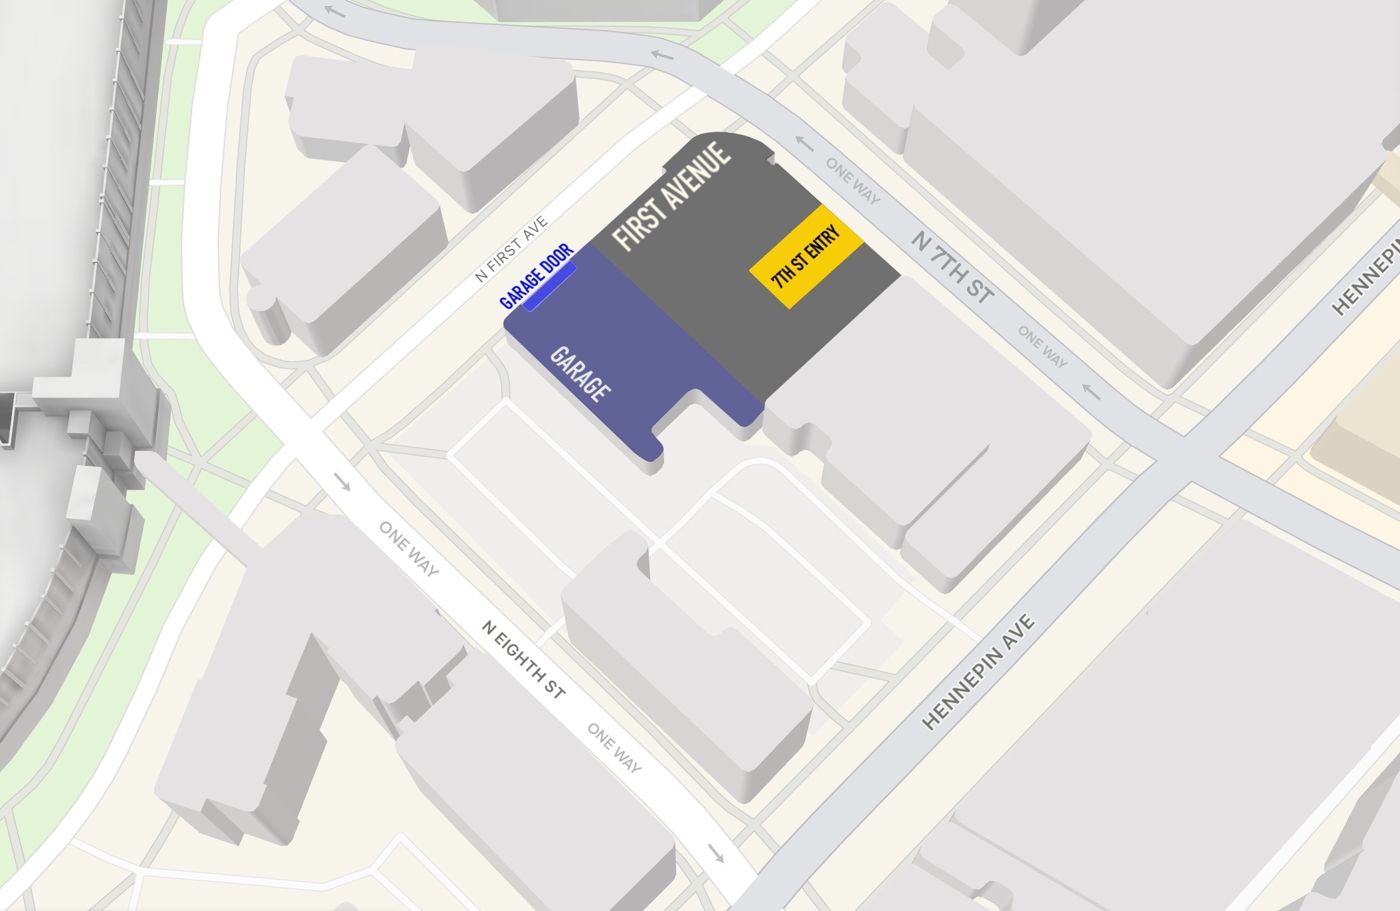 FIRST AVENUE
ONE WAY
N FIRST AVE
GARAGE DOOR
7TH ST ENTRY
N 7TH ST
HENNEPIN
ONE WAY
GARAGE
ONE WAY
N EIGHTH ST
HENNEPIN AVE
ONE WAY